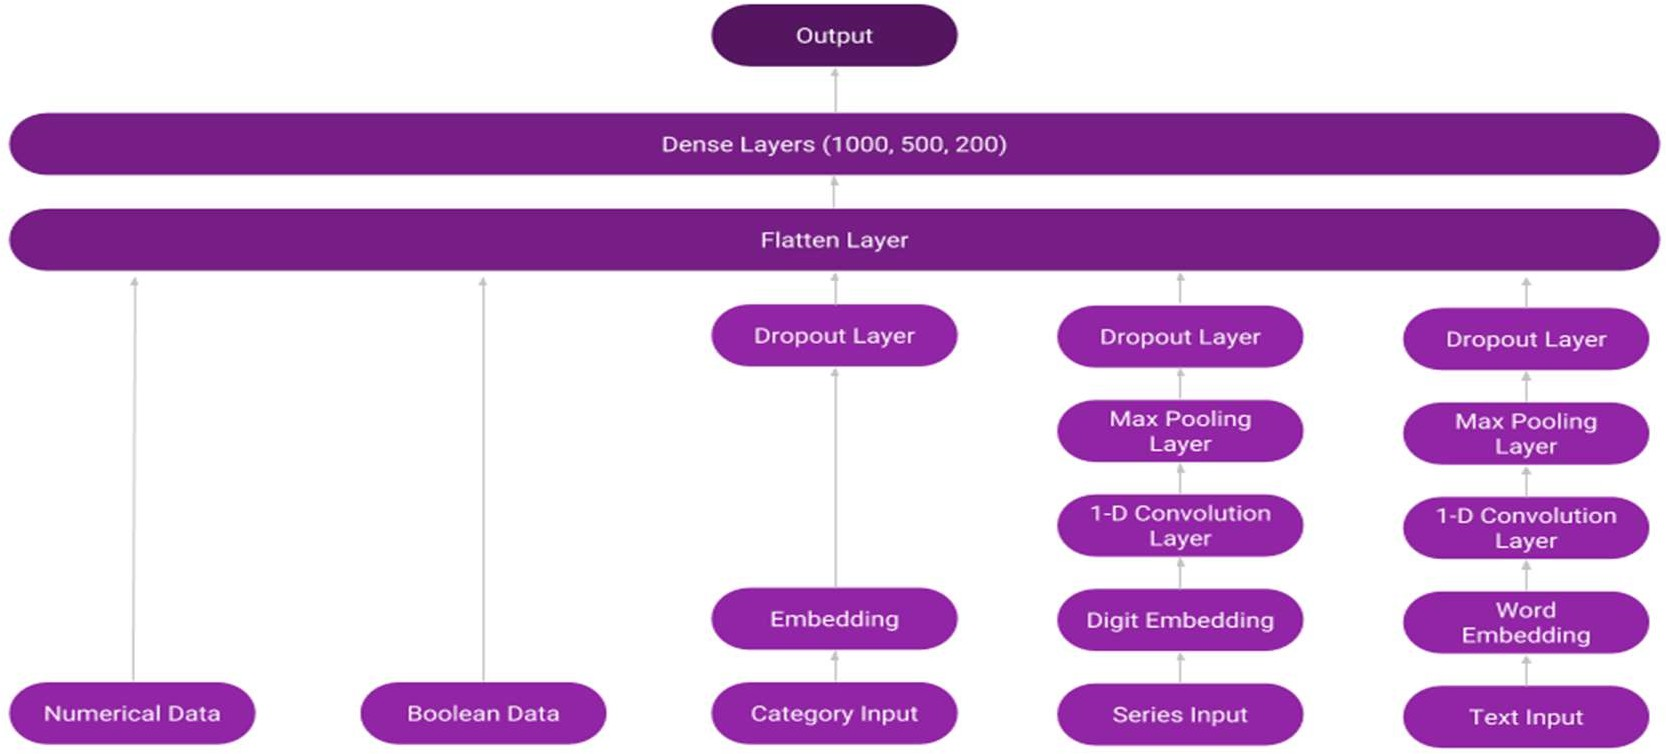 Output
Dense Layers (1000, 500, 200)
Flatten Layer
Dropout Layer
Dropout Layer
Dropout Layer
Max Pooling
Layer
Max Pooling
Layer
1-D Convolution
Layer
1-D Convolution
Layer
Embedding
Digit Embedding
Word
Embedding
Numerical Data
Boolean Data
Category Input
Series Input
Text Input